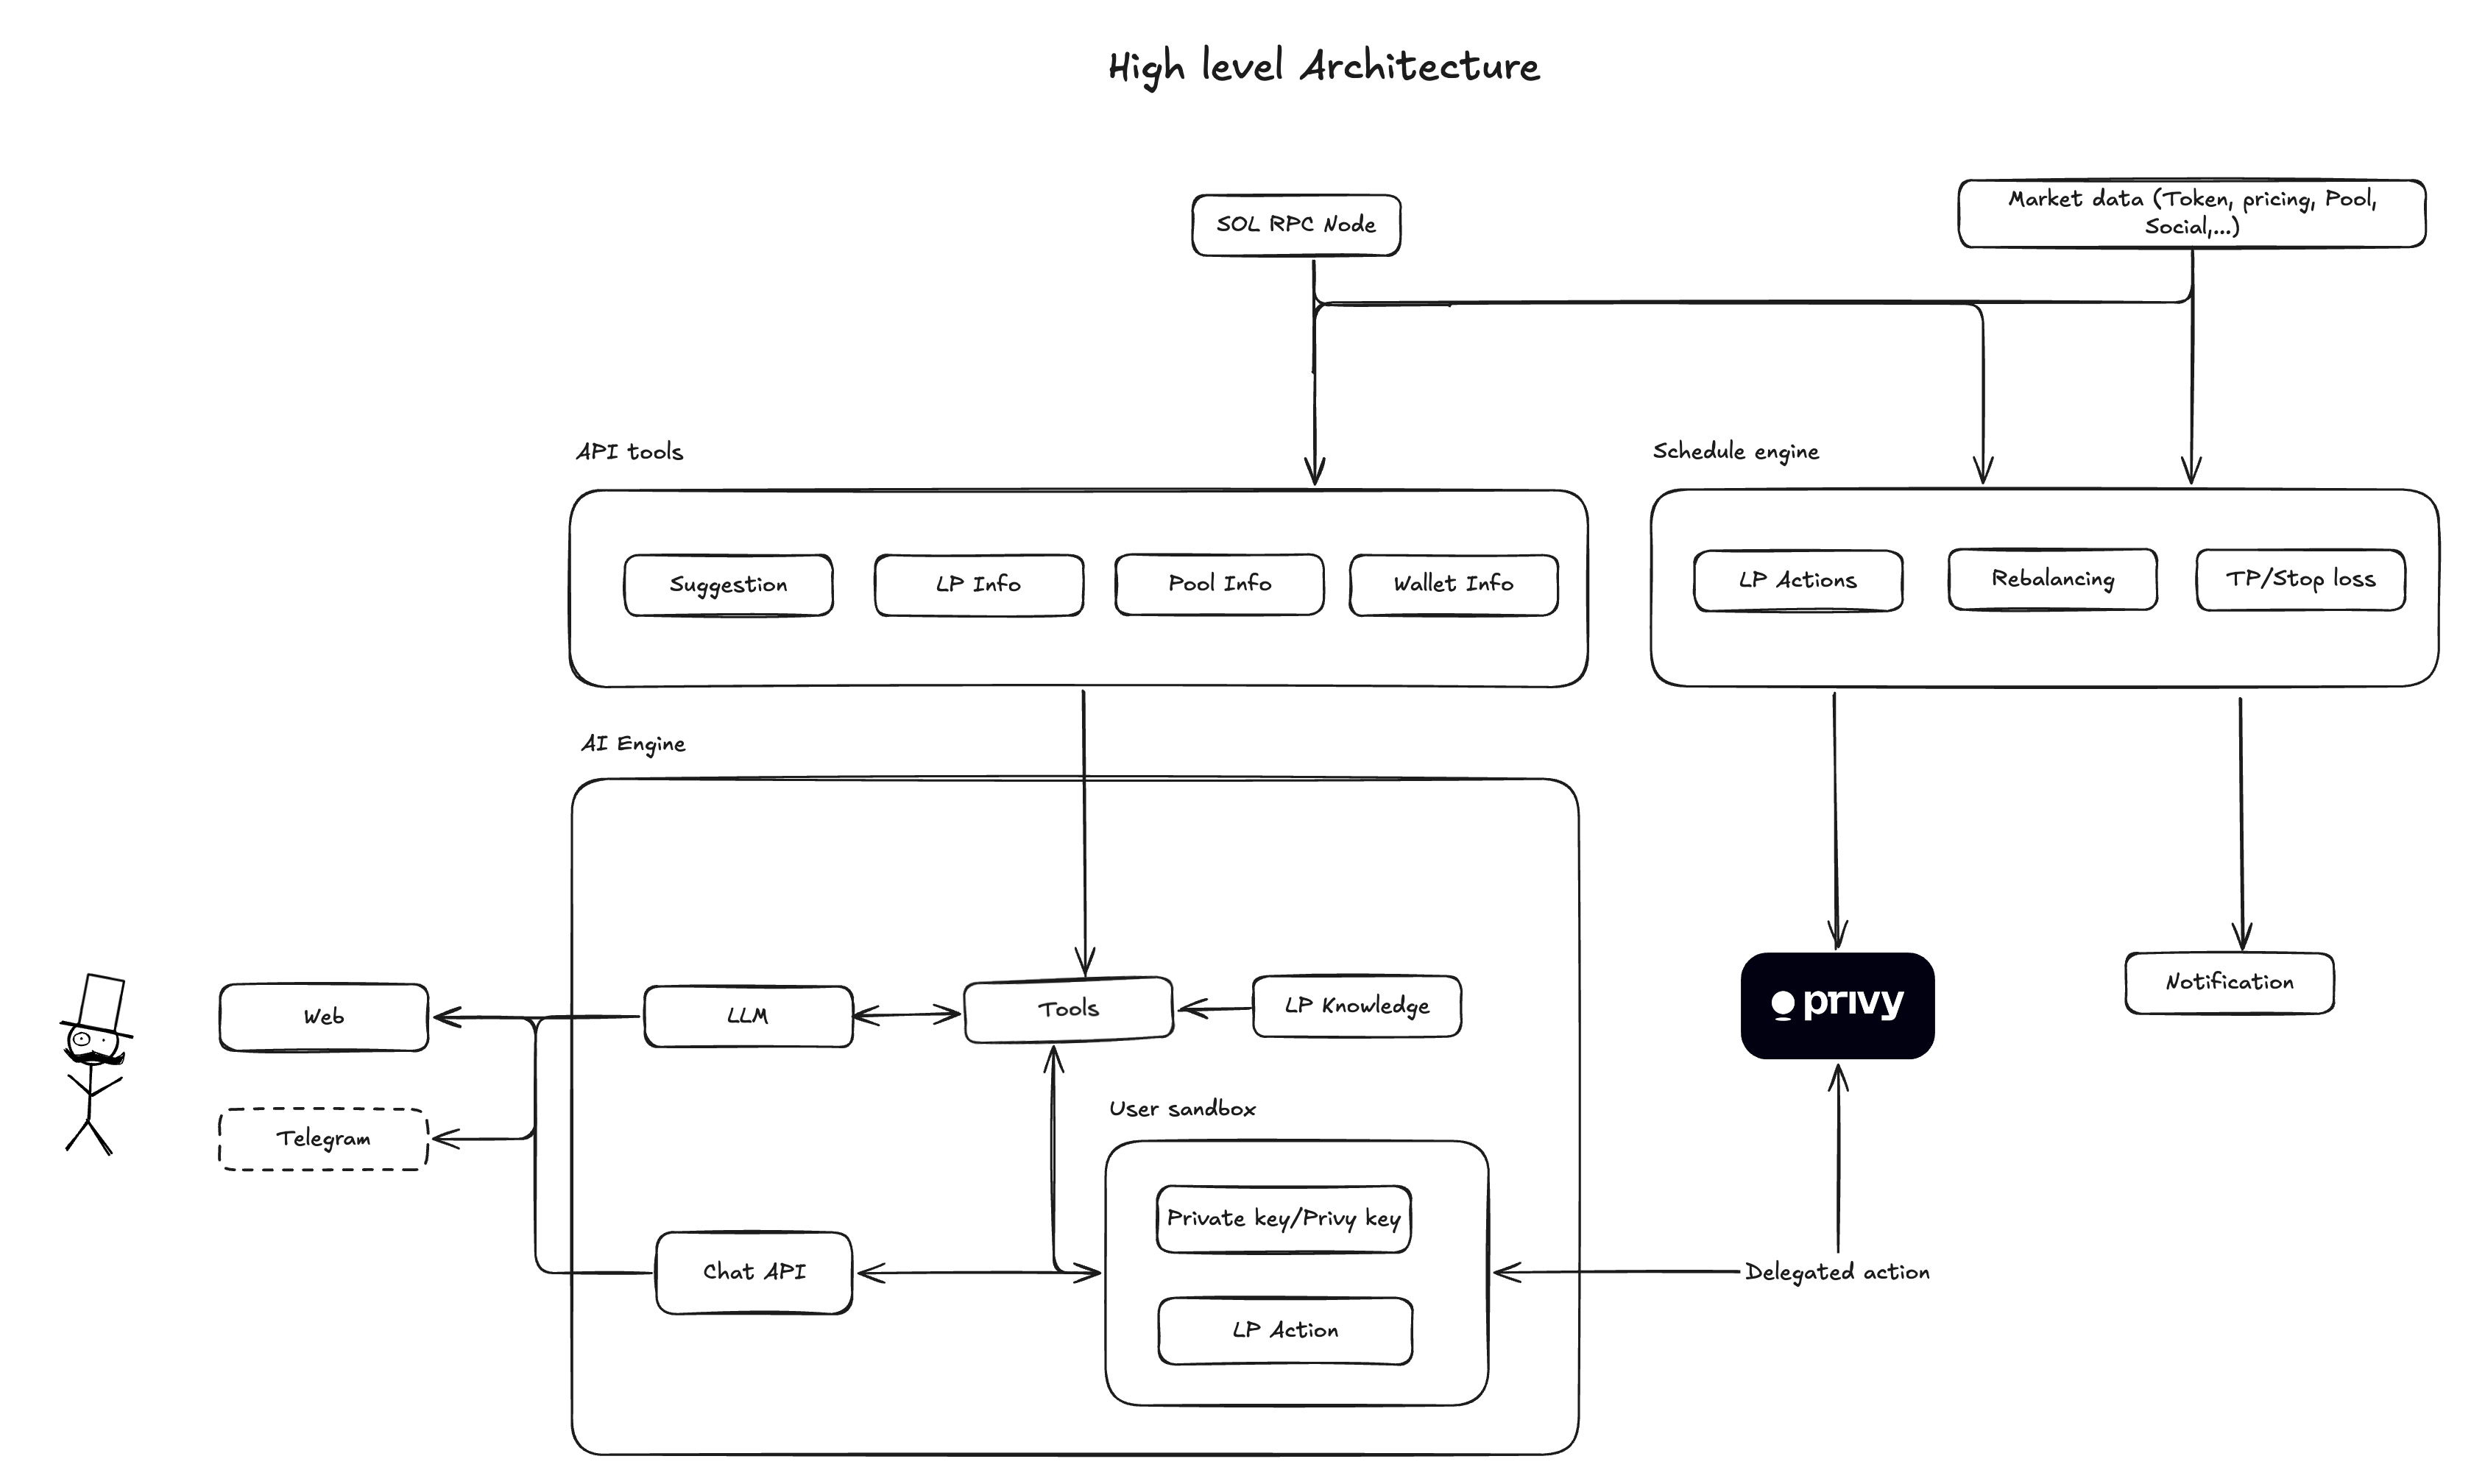 High level Architecture
SOL RPC Node
Market data (Token, pricing, Pool,
Social,...)
API tools
Schedule engine
Suggestion
LP Info
Pool Info
Wallet Info
LP Actions
Rebalancing
TP/Stop loss
AI Engine
Web
LLM
Tools
LP Knowledge
privy
Notification
Telegram
User sandbox
Private key/Privy key
Chat API
Delegated action
LP Action